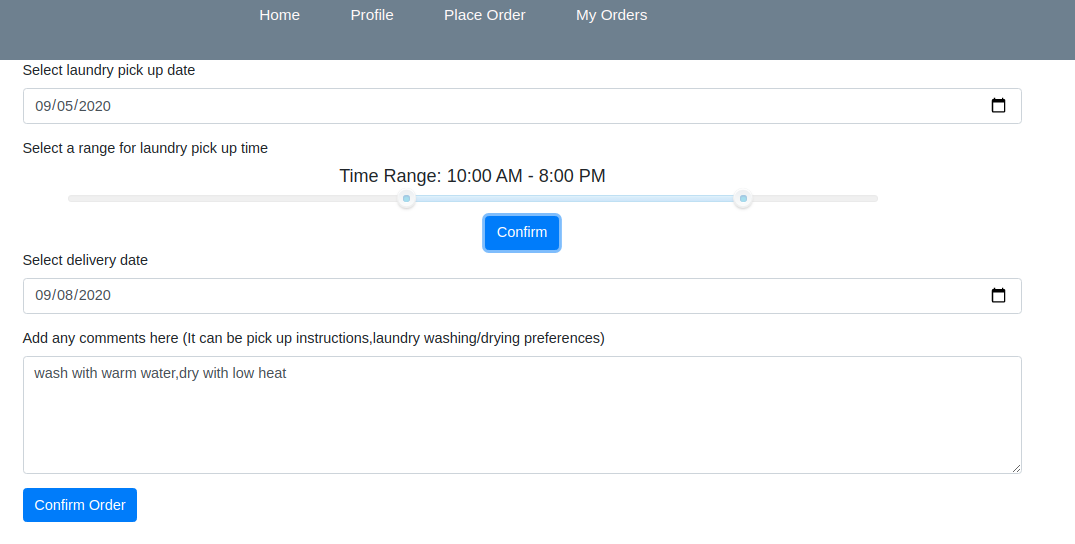 Home Profile Place Order My Orders
Select laundry pick up date
09/05/2020
Select a range for laundry pick up time
Time Range: 10:00 AM - 8:00 PM
Confirm
Select delivery date
09/08/2020
Add any comments here (It can be pick up instructions,laundry washing/drying preferences)
wash with warm water,dry with low heat
Confirm Order